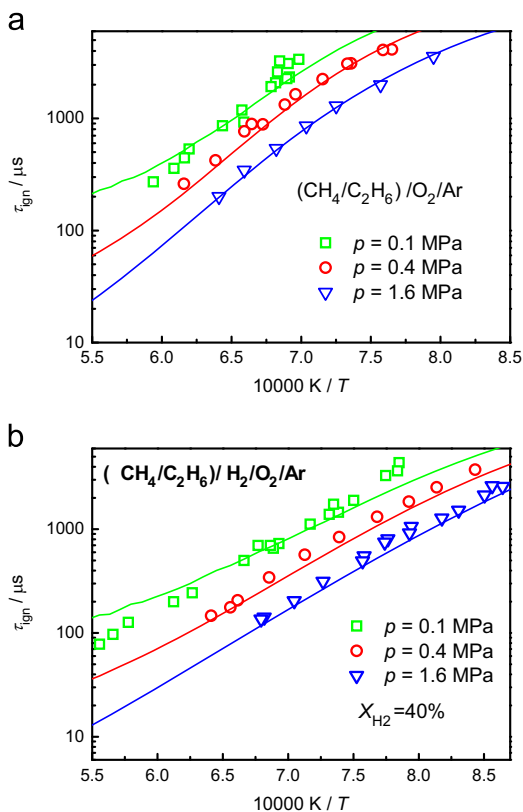 a
1000
100
10
τign / μs
(CH4/C2H6) /O2/Ar
p = 0.1 MPa
p = 0.4 MPa
p = 1.6 MPa
5.5 6.0 6.5 7.0 7.5 8.0 8.5
10000 K / T
b
( CH4/C2H6)/ H2/O2/Ar
1000
100
10
τign / μs
p = 0.1 MPa
p = 0.4 MPa
p = 1.6 MPa
XH2 =40%
5.5 6.0 6.5 7.0 7.5 8.0 8.5
10000 K / T